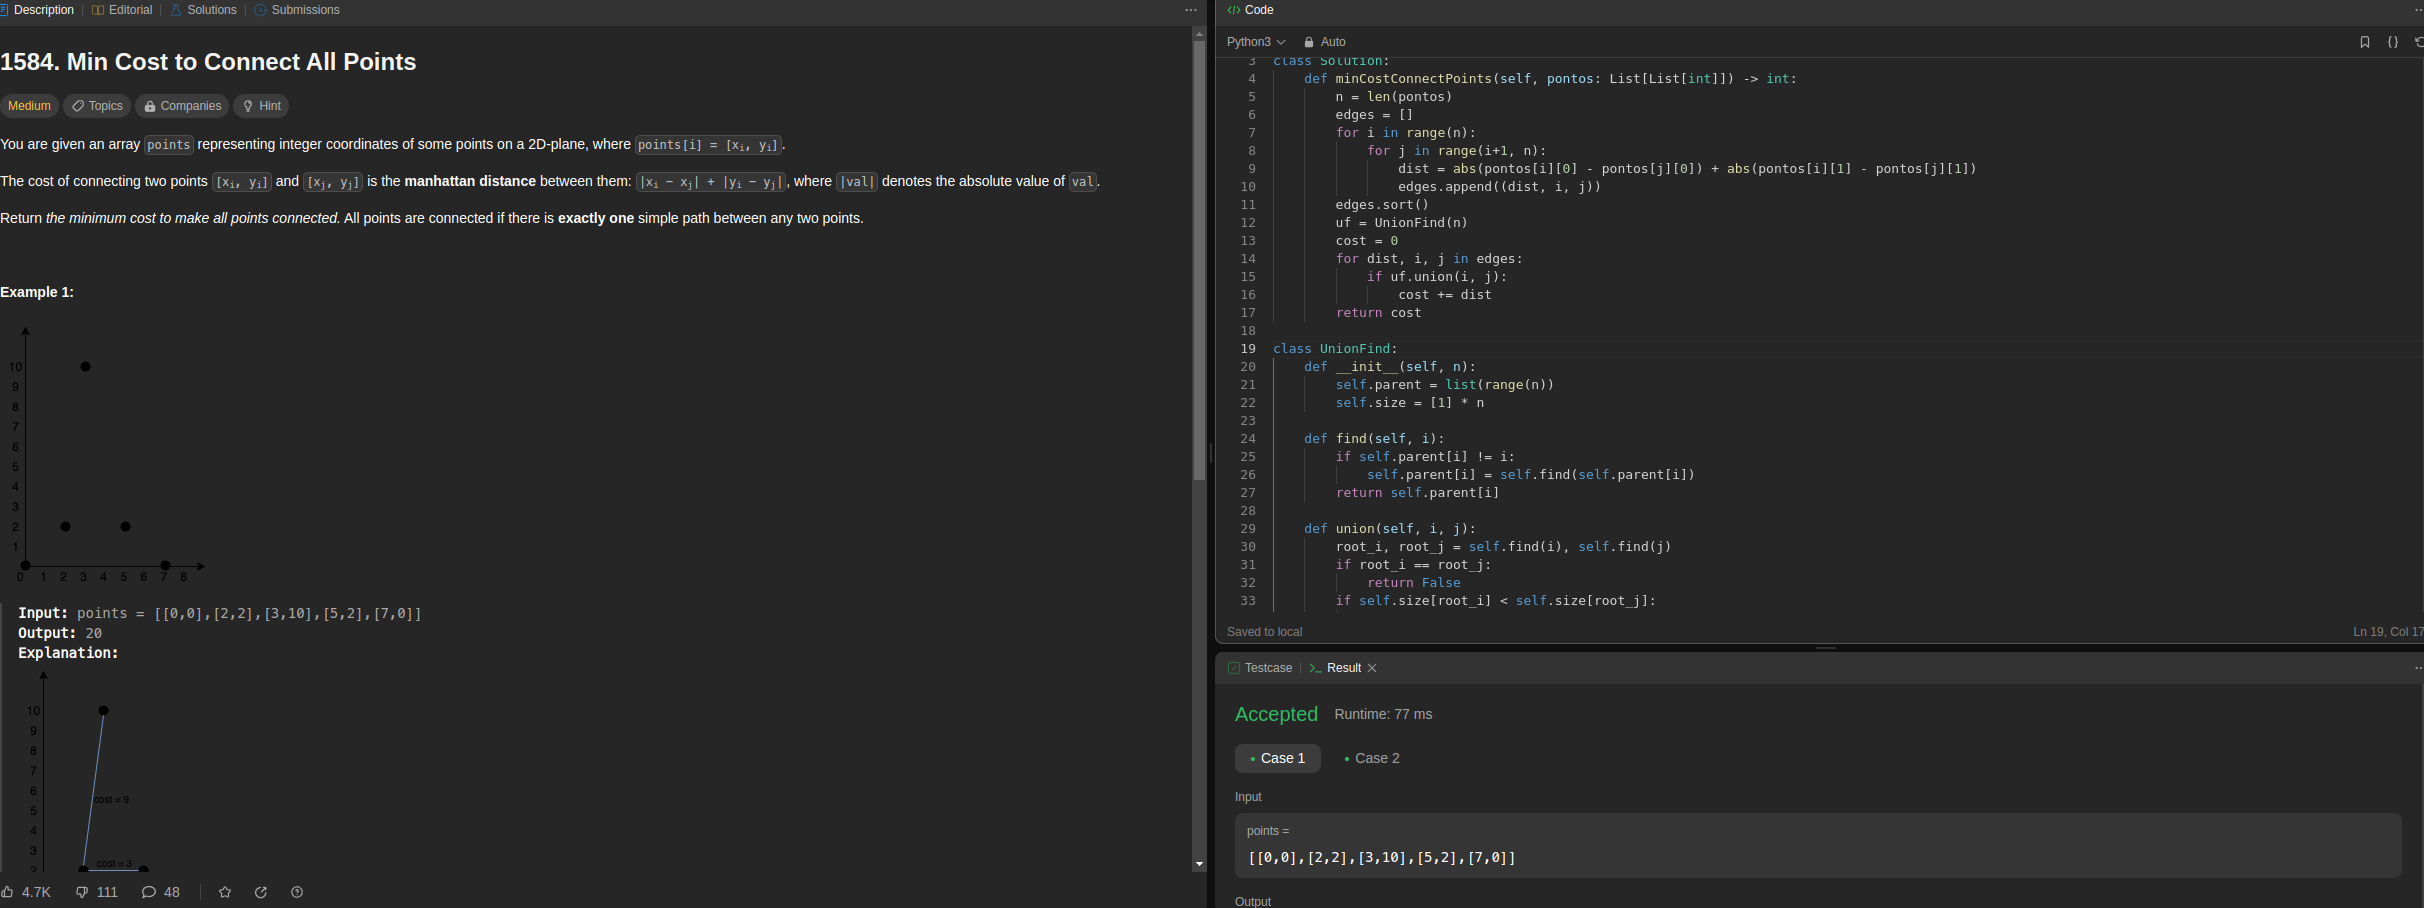 Description
Editorial
Solutions
Submissions
1584. Min Cost to Connect All Points
Medium
Topics
Companies
Hint
You are given an array points representing integer coordinates of some points on a 2D-plane, where points[i] = [xi, yi].
The cost of connecting two points [xi, yi] and [xj, yj] is the manhattan distance between them: |xi − xj| + |yi − yj|, where |val| denotes the absolute value of val.
Return the minimum cost to make all points connected. All points are connected if there is exactly one simple path between any two points.
Example 1:
10
9
8
7
6
5
4
3
2
1
0 1 2 3 4 5 6 7 8
Input: points = [[0,0],[2,2],[3,10],[5,2],[7,0]]
Output: 20
Explanation:
10
9
8
7
6
cost = 9
5
4
3
cost = 3
2
4.7K
111
48
Code
Python3
Auto
3 class Solution:
4 def minCostConnectPoints(self, pontos: List[List[int]]) -> int:
5 n = len(pontos)
6 edges = []
7 for i in range(n):
8 for j in range(i+1, n):
9 dist = abs(pontos[i][0] - pontos[j][0]) + abs(pontos[i][1] - pontos[j][1])
10 edges.append((dist, i, j))
11 edges.sort()
12 uf = UnionFind(n)
13 cost = 0
14 for dist, i, j in edges:
15 if uf.union(i, j):
16 cost += dist
17 return cost
18
19 class UnionFind:
20 def __init__(self, n):
21 self.parent = list(range(n))
22 self.size = [1] * n
23
24 def find(self, i):
25 if self.parent[i] != i:
26 self.parent[i] = self.find(self.parent[i])
27 return self.parent[i]
28
29 def union(self, i, j):
30 root_i, root_j = self.find(i), self.find(j)
31 if root_i == root_j:
32 return False
33 if self.size[root_i] < self.size[root_j]:
Saved to local
Ln 19, Col 17
Testcase
Result
Accepted
Runtime: 77 ms
Case 1
Case 2
Input
points =
[[0,0],[2,2],[3,10],[5,2],[7,0]]
Output